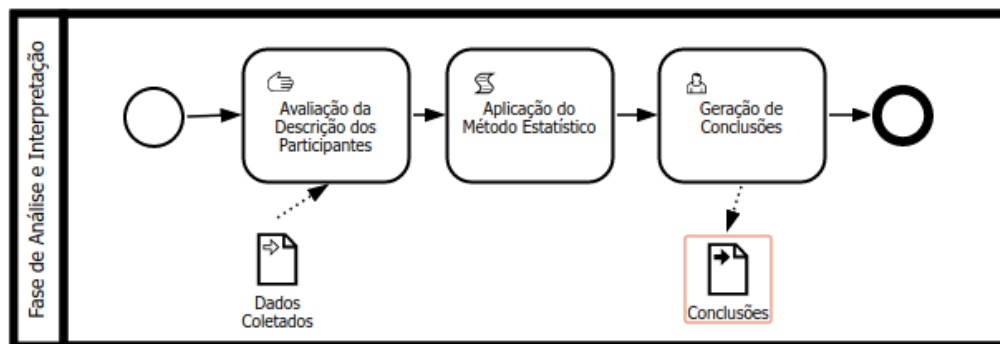 Fase de Análise e Interpretação
Avaliação da
Descrição dos
Participantes
Aplicação do
Método Estatístico
Geração de
Conclusões
Dados
Coletados
Conclusões